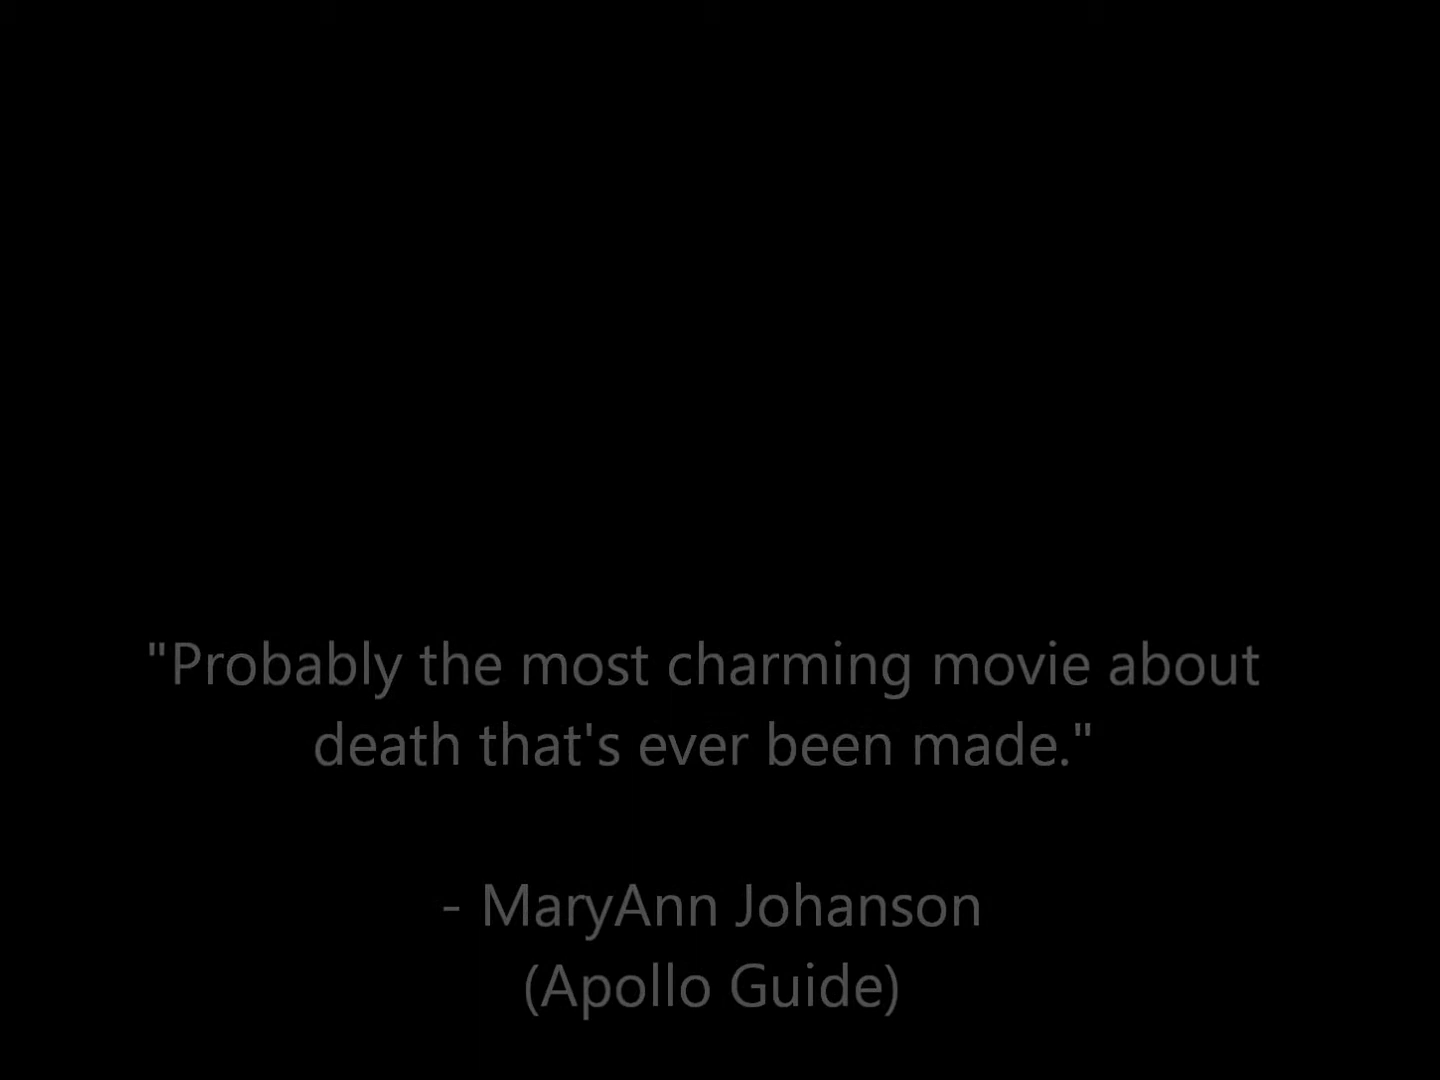 "Probably the most charming movie about
death that's ever been made."
- MaryAnn Johanson
(Apollo Guide)